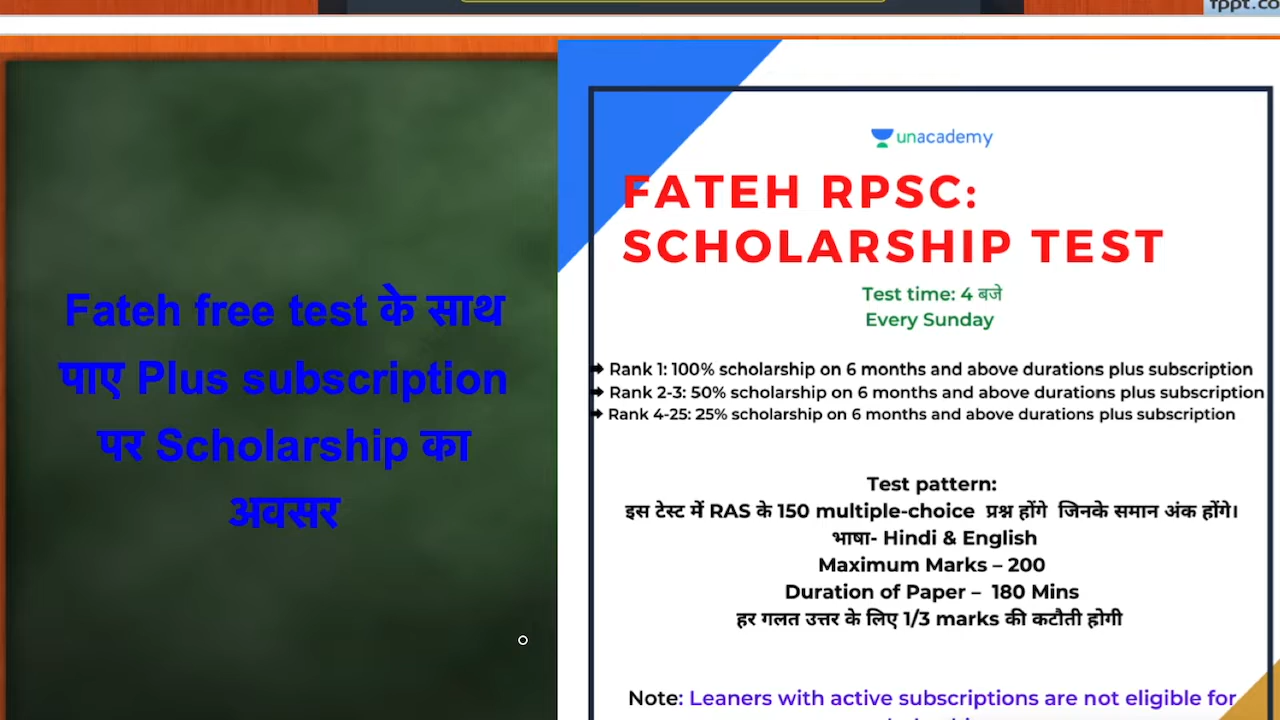 fppt.co
Fateh free test के साथ
पाए Plus subscription
पर Scholarship का
अवसर
unacademy
FATEH RPSC:
SCHOLARSHIP TEST
Test time: 4 बजे
Every Sunday
Rank 1: 100% scholarship on 6 months and above durations plus subscription
Rank 2-3: 50% scholarship on 6 months and above durations plus subscription
Rank 4-25: 25% scholarship on 6 months and above durations plus subscription
Test pattern:
इस टेस्ट में RAS के 150 multiple-choice प्रश्न होंगे जिनके समान अंक होंगे।
भाषा- Hindi & English
Maximum Marks – 200
Duration of Paper – 180 Mins
हर गलत उत्तर के लिए 1/3 marks की कटौती होगी
Note: Leaners with active subscriptions are not eligible for